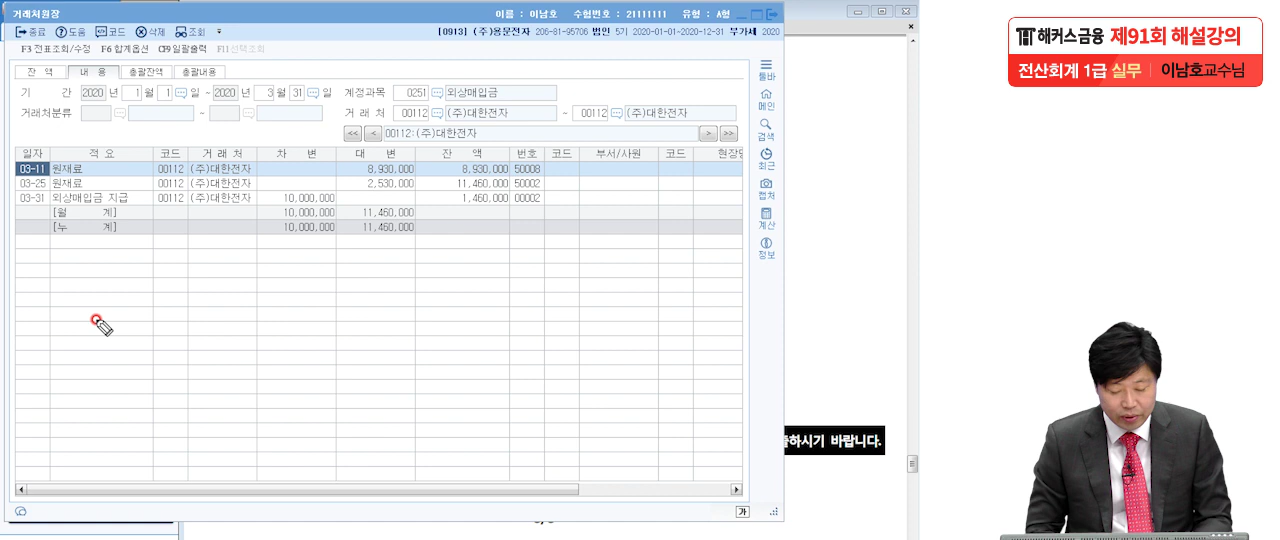 거래처원장
이름 : 이남호 수험번호 : 21111111 유형 : A형
종료 도움 코드 삭제 조회
[0913] (주)용문전자 206-81-95706 법인 5기 2020-01-01~2020-12-31 부가세 2020
F3 전표조회/수정 F6 합계옵션 CF9 일괄출력 F11 선택조회
잔 액 내 용 총괄잔액 총괄내용
기 간 2020 년 1 월 1 일 ~ 2020 년 3 월 31 일 계정과목 0251 외상매입금
거래처분류 ~ 거 래 처 00112 (주)대한전자 ~ 00112 (주)대한전자
<< < 00112:(주)대한전자 > >>
일자 적 요 코드 거 래 처 차 변 대 변 잔 액 번호 코드 부서/사원 코드
03-11 원재료 00112 (주)대한전자 8,930,000 8,930,000 50008
03-25 원재료 00112 (주)대한전자 2,530,000 11,460,000 50002
03-31 외상매입금 지급 00112 (주)대한전자 10,000,000 1,460,000 00002
[월 계] 10,000,000 11,460,000
[누 계] 10,000,000 11,460,000
툴바
메인
검색
최근
캡처
계산
정보
가
출하시기 바랍니다.
해커스금융 제91회 해설강의
전산회계 1급 실무 이남호교수님